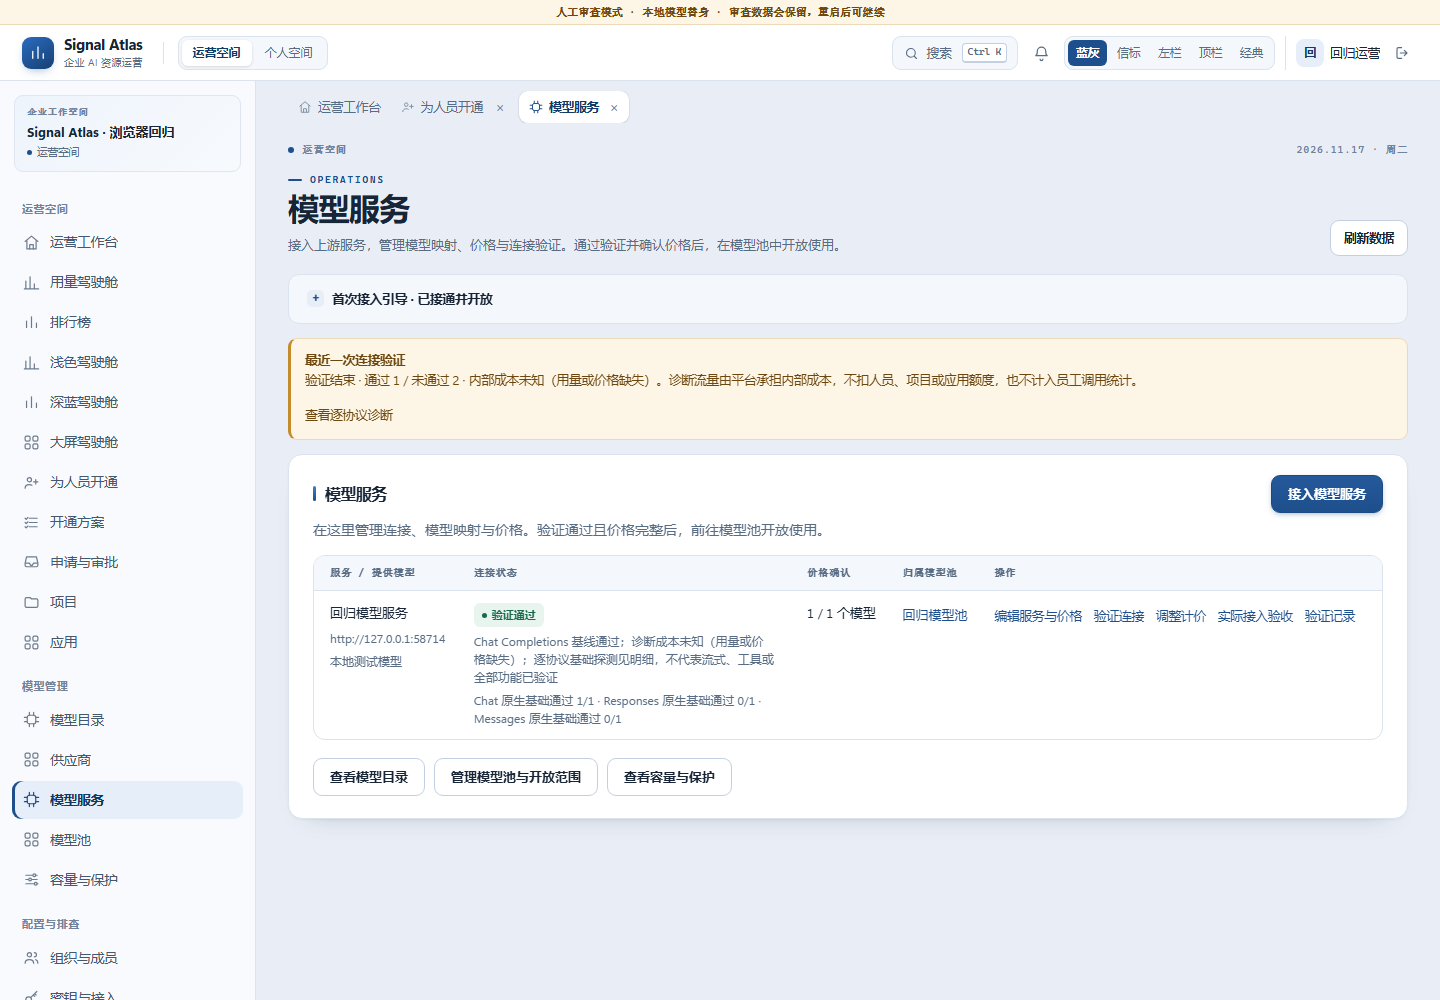 人工审查模式 · 本地模型替身 · 审查数据会保留，重启后可继续
Signal Atlas
企业 AI 资源运营
运营空间
个人空间
搜索 Ctrl K
蓝灰 信标 左栏 顶栏 经典
回 回归运营
企业工作空间
Signal Atlas · 浏览器回归
运营空间
运营空间
运营工作台
用量驾驶舱
排行榜
浅色驾驶舱
深蓝驾驶舱
大屏驾驶舱
为人员开通
开通方案
申请与审批
项目
应用
模型管理
模型目录
供应商
模型服务
模型池
容量与保护
配置与排查
组织与成员
密钥与接入
运营工作台 为人员开通 × 模型服务 ×
运营空间
2026.11.17 · 周二
OPERATIONS
模型服务
接入上游服务，管理模型映射、价格与连接验证。通过验证并确认价格后，在模型池中开放使用。
刷新数据
+ 首次接入引导 · 已接通并开放
最近一次连接验证
验证结束 · 通过 1 / 未通过 2 · 内部成本未知（用量或价格缺失）。诊断流量由平台承担内部成本，不扣人员、项目或应用额度，也不计入员工调用统计。
查看逐协议诊断
模型服务
接入模型服务
在这里管理连接、模型映射与价格。验证通过且价格完整后，前往模型池开放使用。
服务 / 提供模型 连接状态 价格确认 归属模型池 操作
回归模型服务
http://127.0.0.1:58714
本地测试模型
验证通过
Chat Completions 基线通过；诊断成本未知（用量或价
格缺失）；逐协议基础探测见明细，不代表流式、工具或
全部功能已验证
Chat 原生基础通过 1/1 · Responses 原生基础通过 0/1 ·
Messages 原生基础通过 0/1
1 / 1 个模型
回归模型池
编辑服务与价格 验证连接 调整计价 实际接入验收 验证记录
查看模型目录 管理模型池与开放范围 查看容量与保护